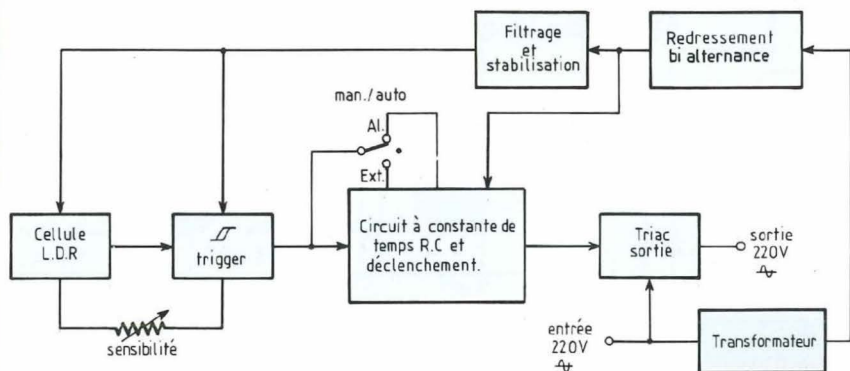 Filtrage
et
stabilisation
Redressement
bi alternance
man./auto
Al.
Ext.
Cellule
L.D.R
trigger
Circuit à constante de
temps R.C et
déclenchement.
Triac
sortie
sortie
220V
sensibilité
entrée
220V
Transformateur